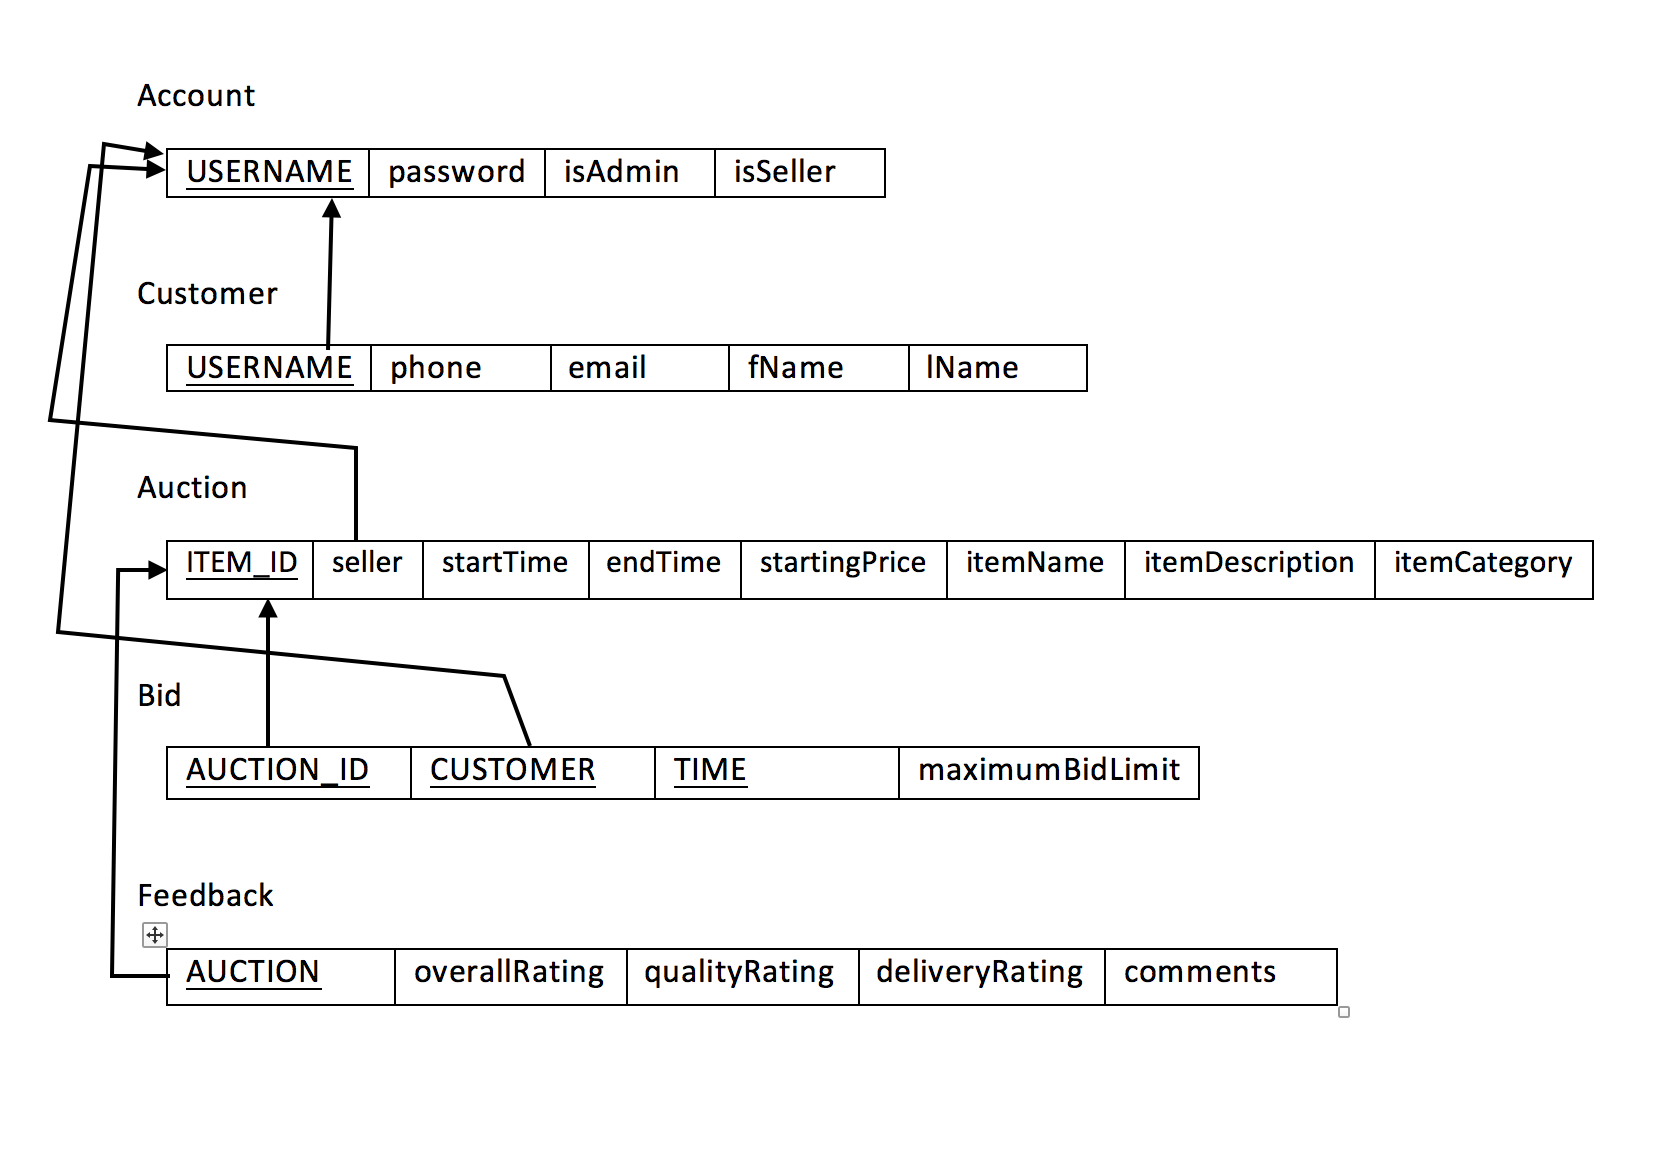 Account
USERNAME password isAdmin isSeller
Customer
USERNAME phone email fName lName
Auction
ITEM_ID seller startTime endTime startingPrice itemName itemDescription itemCategory
Bid
AUCTION_ID CUSTOMER TIME maximumBidLimit
Feedback
AUCTION overallRating qualityRating deliveryRating comments